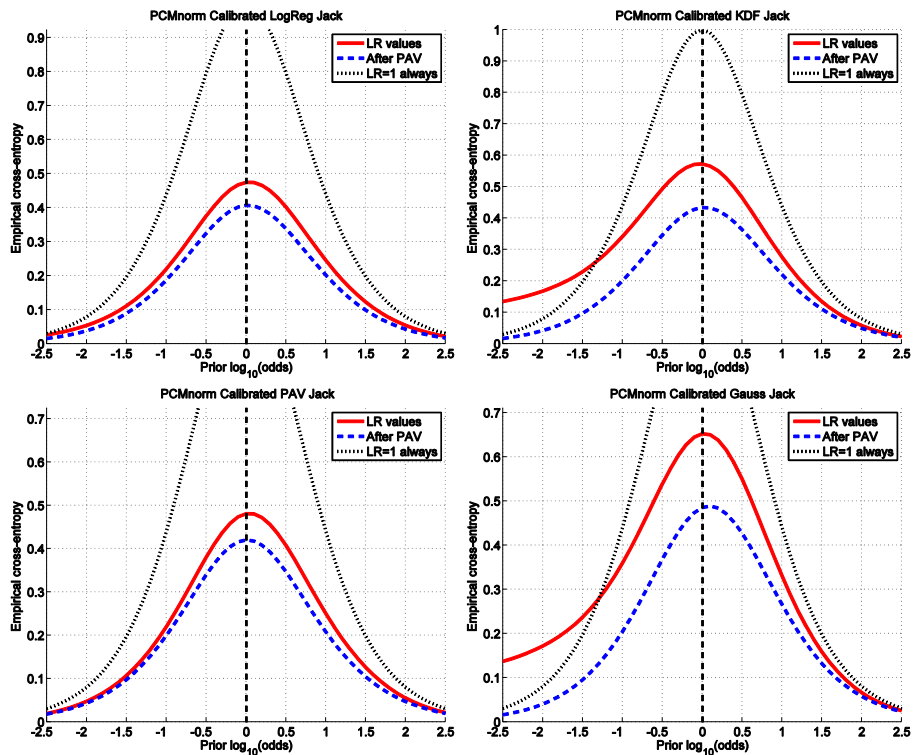 PCMnorm Calibrated LogReg Jack
0.9
0.8
0.7
0.6
0.5
0.4
0.3
0.2
0.1
0
Empirical cross-entropy
LR values
After PAV
LR=1 always
-2.5 -2 -1.5 -1 -0.5 0 0.5 1 1.5 2 2.5
Prior log10(odds)
PCMnorm Calibrated KDF Jack
1
0.9
0.8
0.7
0.6
0.5
0.4
0.3
0.2
0.1
0
Empirical cross-entropy
LR values
After PAV
LR=1 always
-2.5 -2 -1.5 -1 -0.5 0 0.5 1 1.5 2 2.5
Prior log10(odds)
PCMnorm Calibrated PAV Jack
0.7
0.6
0.5
0.4
0.3
0.2
0.1
0
Empirical cross-entropy
LR values
After PAV
LR=1 always
-2.5 -2 -1.5 -1 -0.5 0 0.5 1 1.5 2 2.5
Prior log10(odds)
PCMnorm Calibrated Gauss Jack
0.7
0.6
0.5
0.4
0.3
0.2
0.1
0
Empirical cross-entropy
LR values
After PAV
LR=1 always
-2.5 -2 -1.5 -1 -0.5 0 0.5 1 1.5 2 2.5
Prior log10(odds)